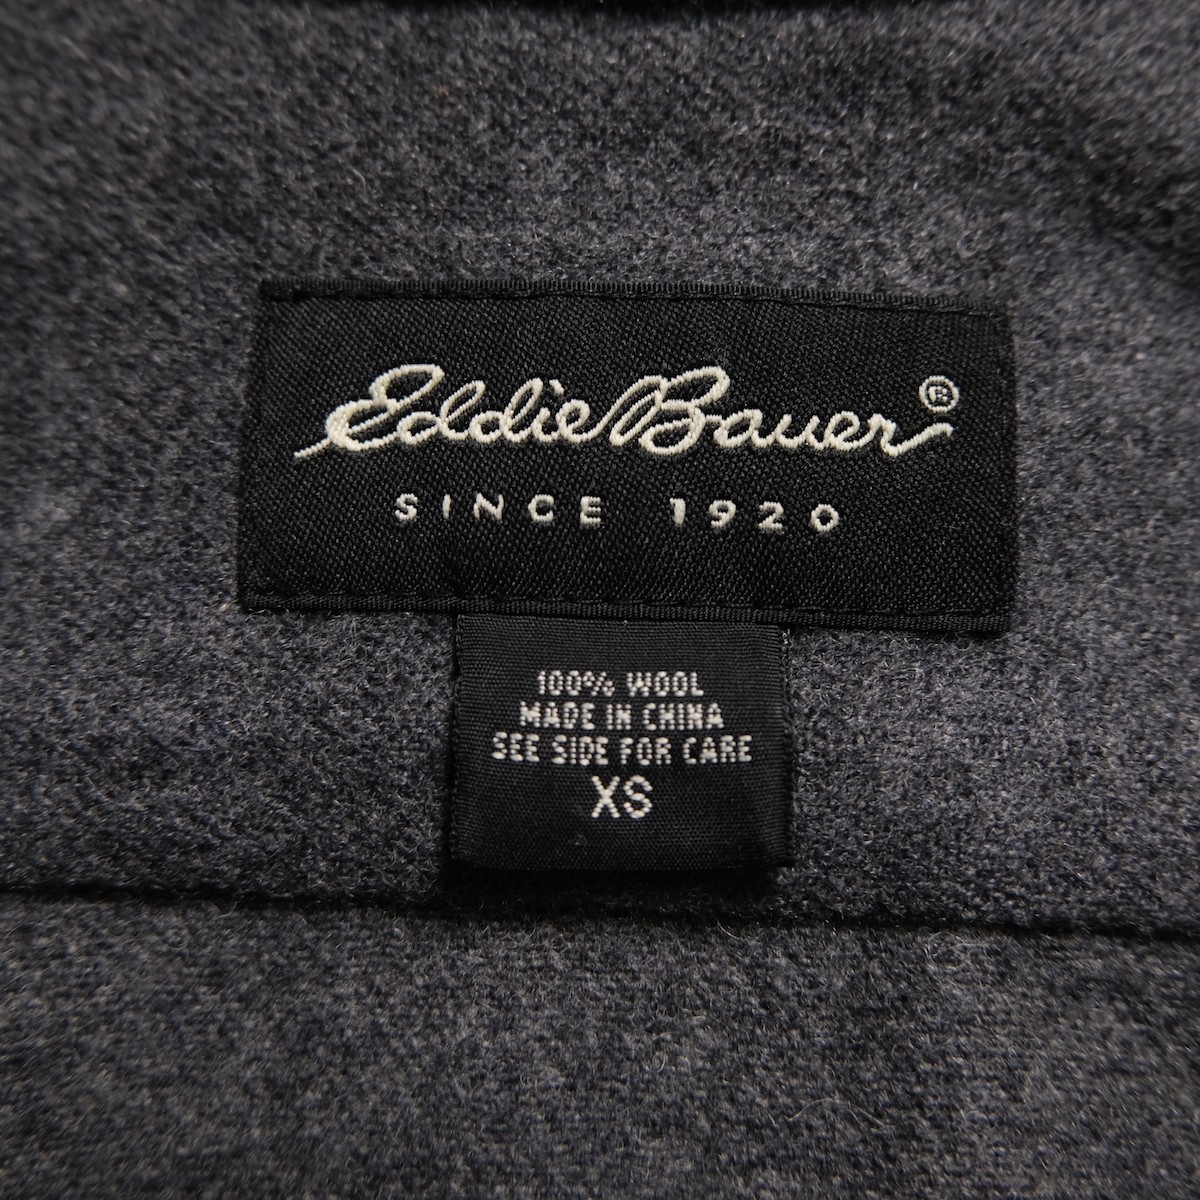 Eddie Bauer®
SINCE 1920
100% WOOL
MADE IN CHINA
SEE SIDE FOR CARE
XS